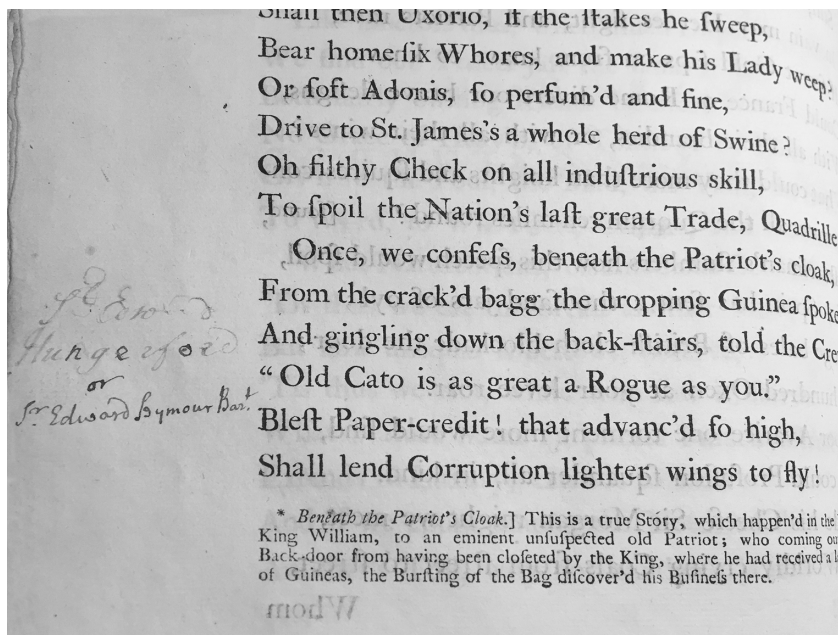 Shall then Uxorio, if the ſtakes he ſweep,
Bear home ſix Whores, and make his Lady weep?
Or ſoft Adonis, ſo perfum'd and fine,
Drive to St. James's a whole herd of Swine?
Oh filthy Check on all induſtrious skill,
To ſpoil the Nation's laſt great Trade, Quadrille
Once, we confeſs, beneath the Patriot's cloak,
From the crack'd bagg the dropping Guinea ſpoke
And gingling down the back-ſtairs, told the Cre
“Old Cato is as great a Rogue as you.”
Bleſt Paper-credit! that advanc'd ſo high,
Shall lend Corruption lighter wings to fly!
* Beneath the Patriot's Cloak.] This is a true Story, which happen'd in the
King William, to an eminent unſuſpected old Patriot; who coming ou
Back-door from having been cloſeted by the King, where he had received a l
of Guineas, the Burſting of the Bag diſcover'd his Buſineſs there.
Hungerford
or
Sr. Edward Seymour Bart.